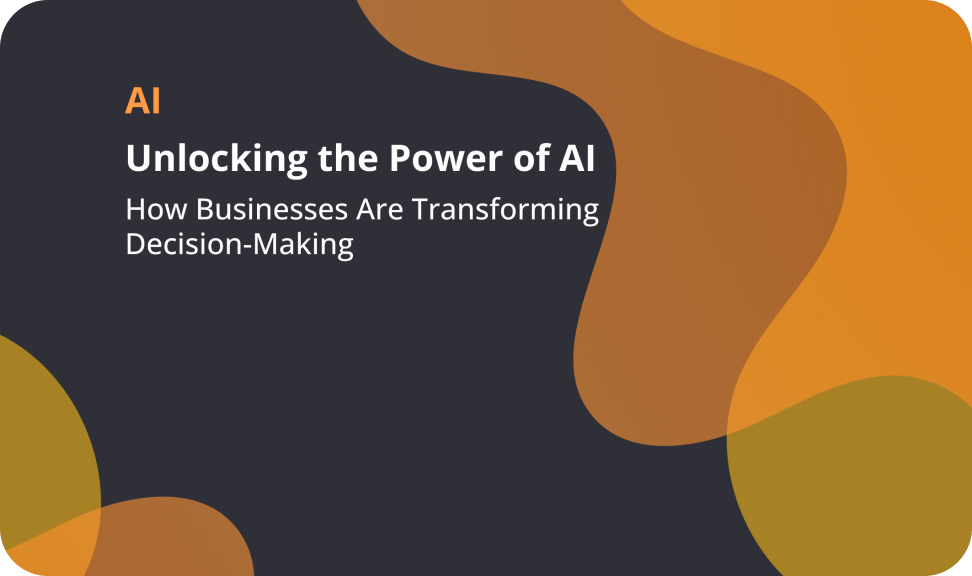 AI
Unlocking the Power of AI
How Businesses Are Transforming
Decision-Making